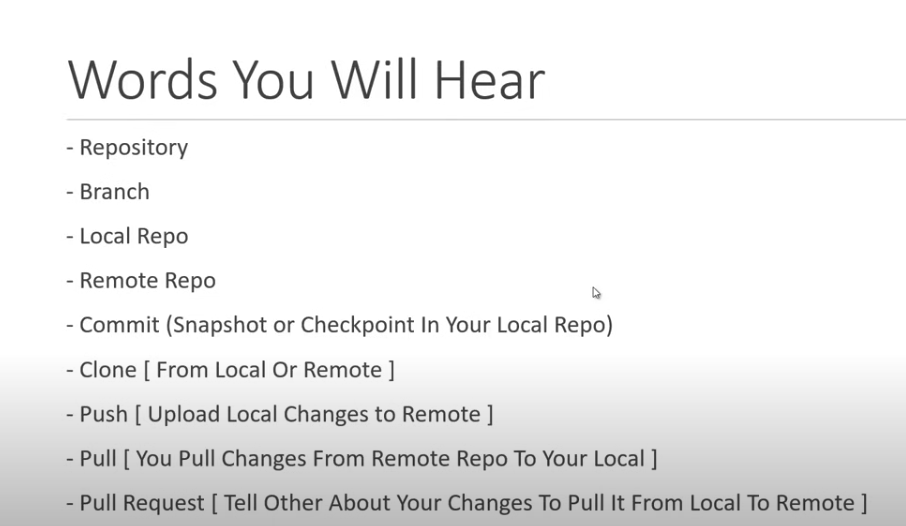 Words You Will Hear
- Repository
- Branch
- Local Repo
- Remote Repo
- Commit (Snapshot or Checkpoint In Your Local Repo)
- Clone [ From Local Or Remote ]
- Push [ Upload Local Changes to Remote ]
- Pull [ You Pull Changes From Remote Repo To Your Local ]
- Pull Request [ Tell Other About Your Changes To Pull It From Local To Remote ]